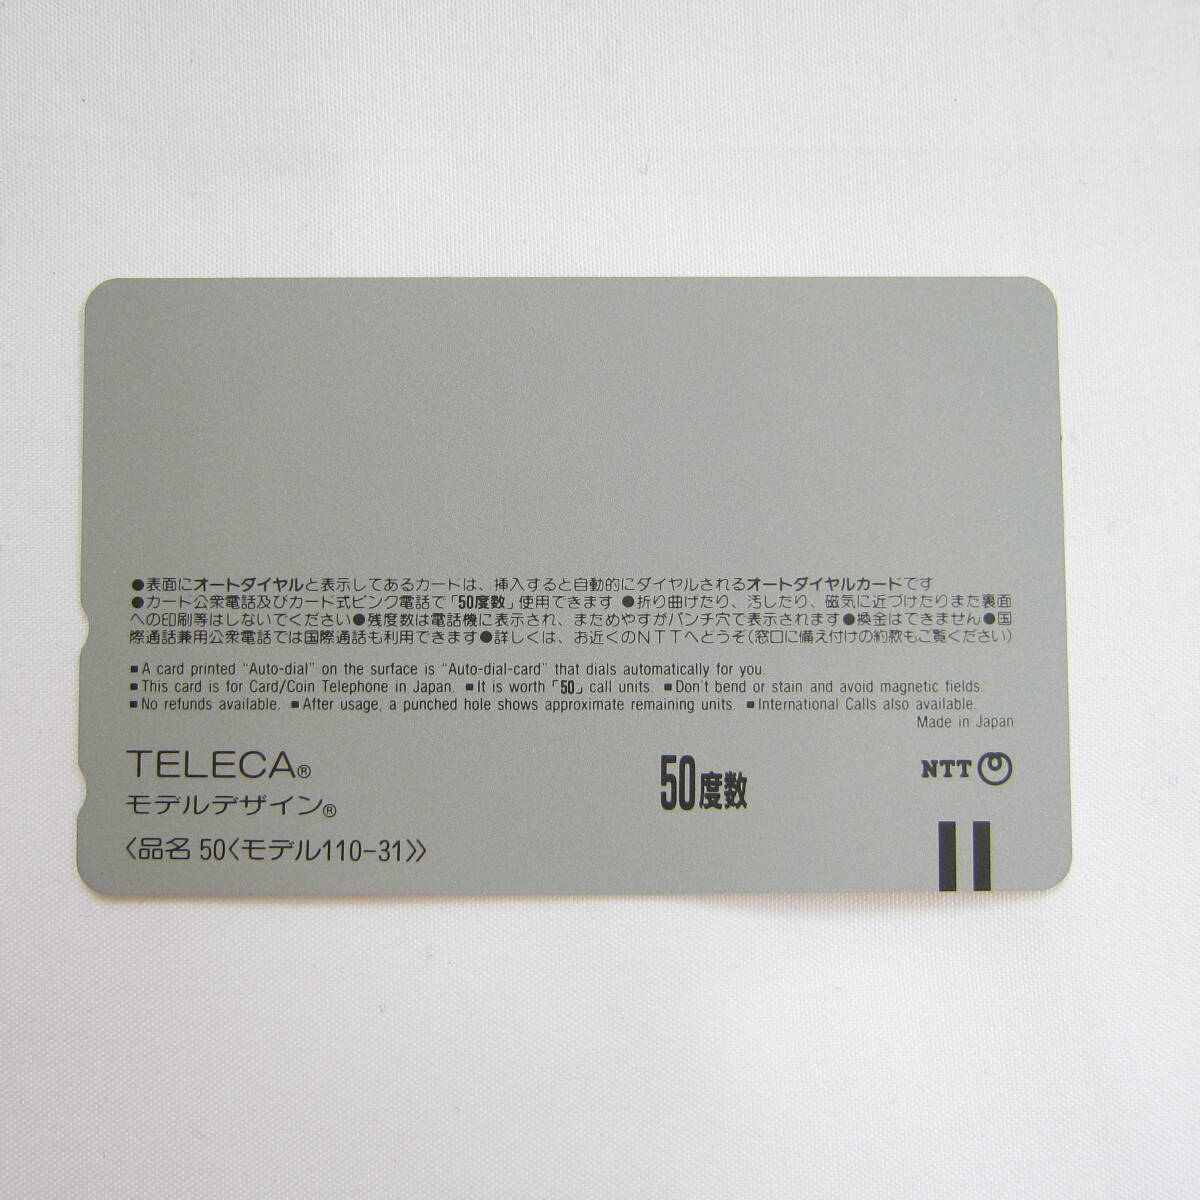 ●表面にオートダイヤルと表示してあるカードは、挿入すると自動的にダイヤルされるオートダイヤルカードです
●カード公衆電話及びカード式ピンク電話で「50度数」使用できます ●折り曲げたり、汚したり、磁気に近づけたりまた裏面
への印刷等はしないでください●残度数は電話機に表示され、まためやすがパンチ穴で表示されます●換金はできません●国
際通話兼用公衆電話では国際通話も利用できます●詳しくは、お近くのNTTへどうぞ(窓口に備え付けの約款もご覧ください)
■A card printed "Auto-dial" on the surface is "Auto-dial-card" that dials automatically for you.
■This card is for Card/Coin Telephone in Japan. ■It is worth「50」call units. ■Don't bend or stain and avoid magnetic fields.
■No refunds available. ■After usage, a punched hole shows approximate remaining units. ■International Calls also available.
Made in Japan
TELECA®
モデルデザイン®
〈品名 50〈モデル110-31〉〉
50度数
NTT